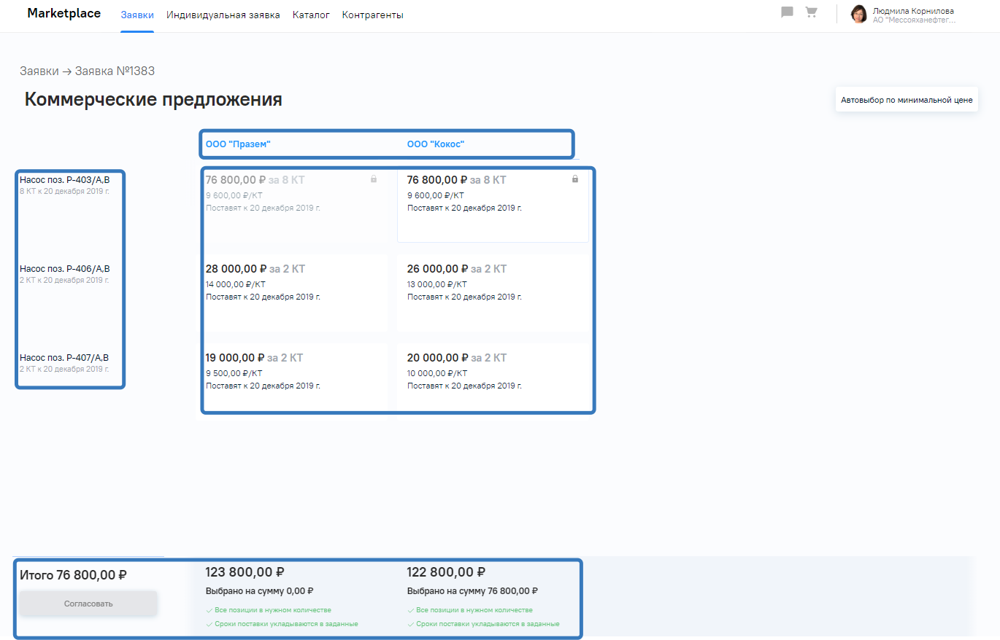 Marketplace
Заявки
Индивидуальная заявка
Каталог
Контрагенты
Людмила Корнилова
АО "Мессояханефтег...
Заявки → Заявка №1383
Коммерческие предложения
Автовыбор по минимальной цене
ООО "Празем"
ООО "Кокос"
Насос поз. Р-403/А,В
8 КТ к 20 декабря 2019 г.
76 800,00 ₽ за 8 КТ
9 600,00 ₽/КТ
Поставят к 20 декабря 2019 г.
76 800,00 ₽ за 8 КТ
9 600,00 ₽/КТ
Поставят к 20 декабря 2019 г.
Насос поз. Р-406/А,В
2 КТ к 20 декабря 2019 г.
28 000,00 ₽ за 2 КТ
14 000,00 ₽/КТ
Поставят к 20 декабря 2019 г.
26 000,00 ₽ за 2 КТ
13 000,00 ₽/КТ
Поставят к 20 декабря 2019 г.
Насос поз. Р-407/А,В
2 КТ к 20 декабря 2019 г.
19 000,00 ₽ за 2 КТ
9 500,00 ₽/КТ
Поставят к 20 декабря 2019 г.
20 000,00 ₽ за 2 КТ
10 000,00 ₽/КТ
Поставят к 20 декабря 2019 г.
Итого 76 800,00 ₽
Согласовать
123 800,00 ₽
Выбрано на сумму 0,00 ₽
Все позиции в нужном количестве
Сроки поставки укладываются в заданные
122 800,00 ₽
Выбрано на сумму 76 800,00 ₽
Все позиции в нужном количестве
Сроки поставки укладываются в заданные